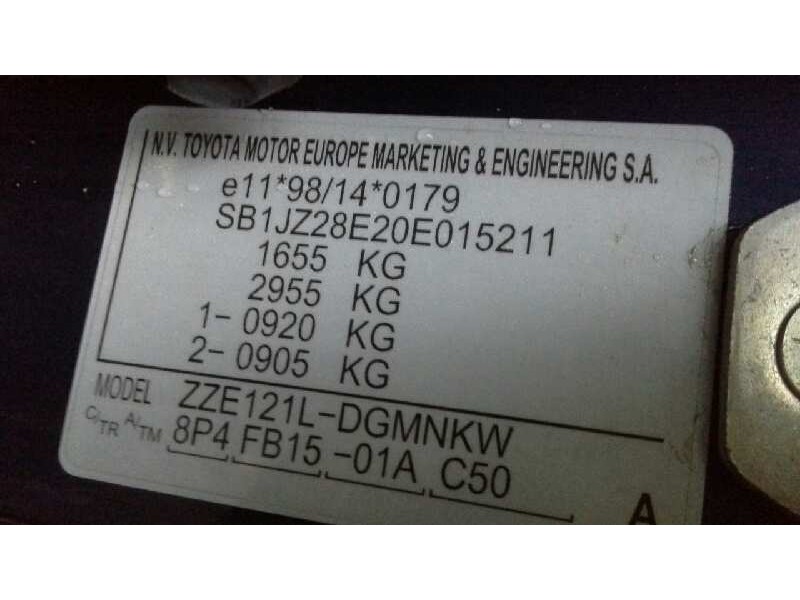 N.V. TOYOTA MOTOR EUROPE MARKETING & ENGINEERING S.A.
e11*98/14*0179
SB1JZ28E20E015211
1655 KG
2955 KG
1- 0920 KG
2- 0905 KG
MODEL ZZE121L-DGMNKW
C/TR A/TM 8P4 FB15 -01A C50
A